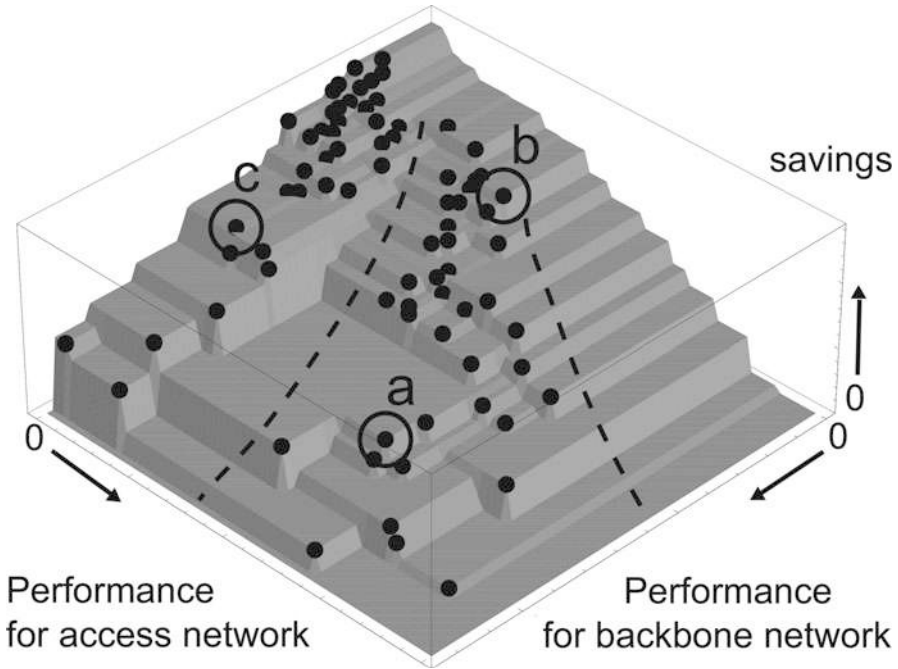 b
savings
c
a
0
0
0
Performance
for access network
Performance
for backbone network